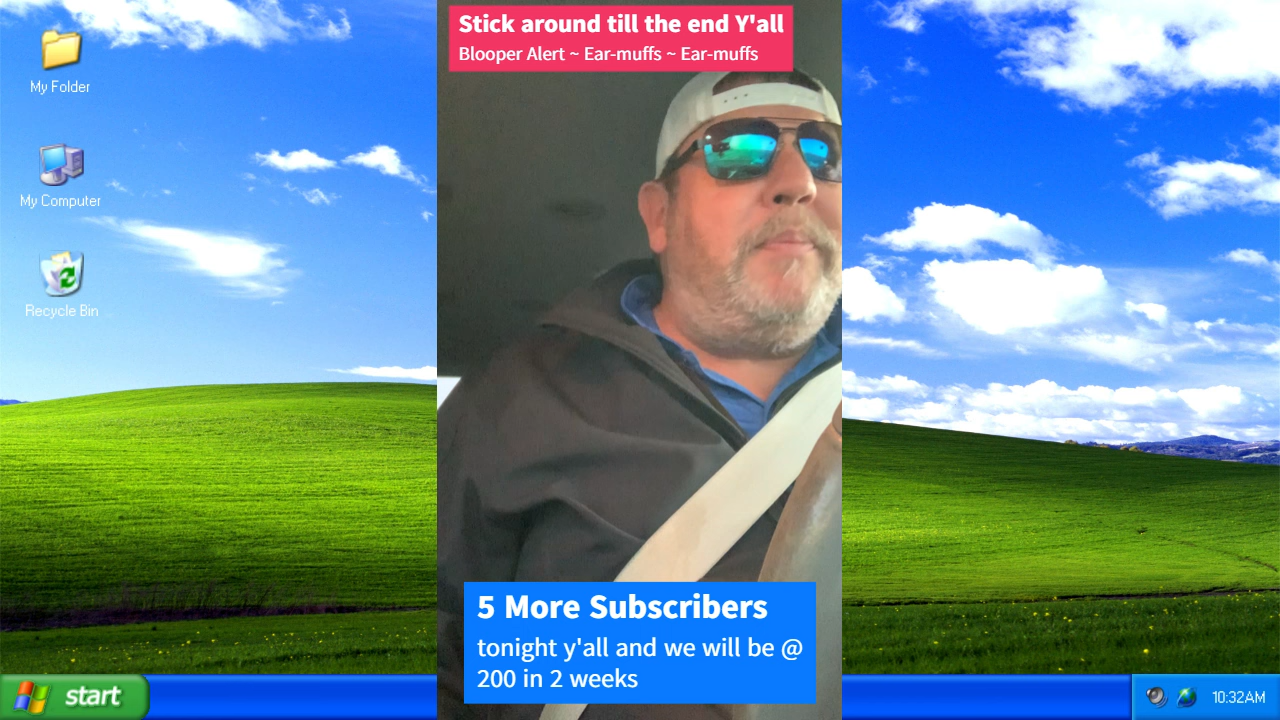 Stick around till the end Y'all
Blooper Alert ~ Ear-muffs ~ Ear-muffs
My Folder
My Computer
Recycle Bin
5 More Subscribers
tonight y'all and we will be @
200 in 2 weeks
start
10:32AM